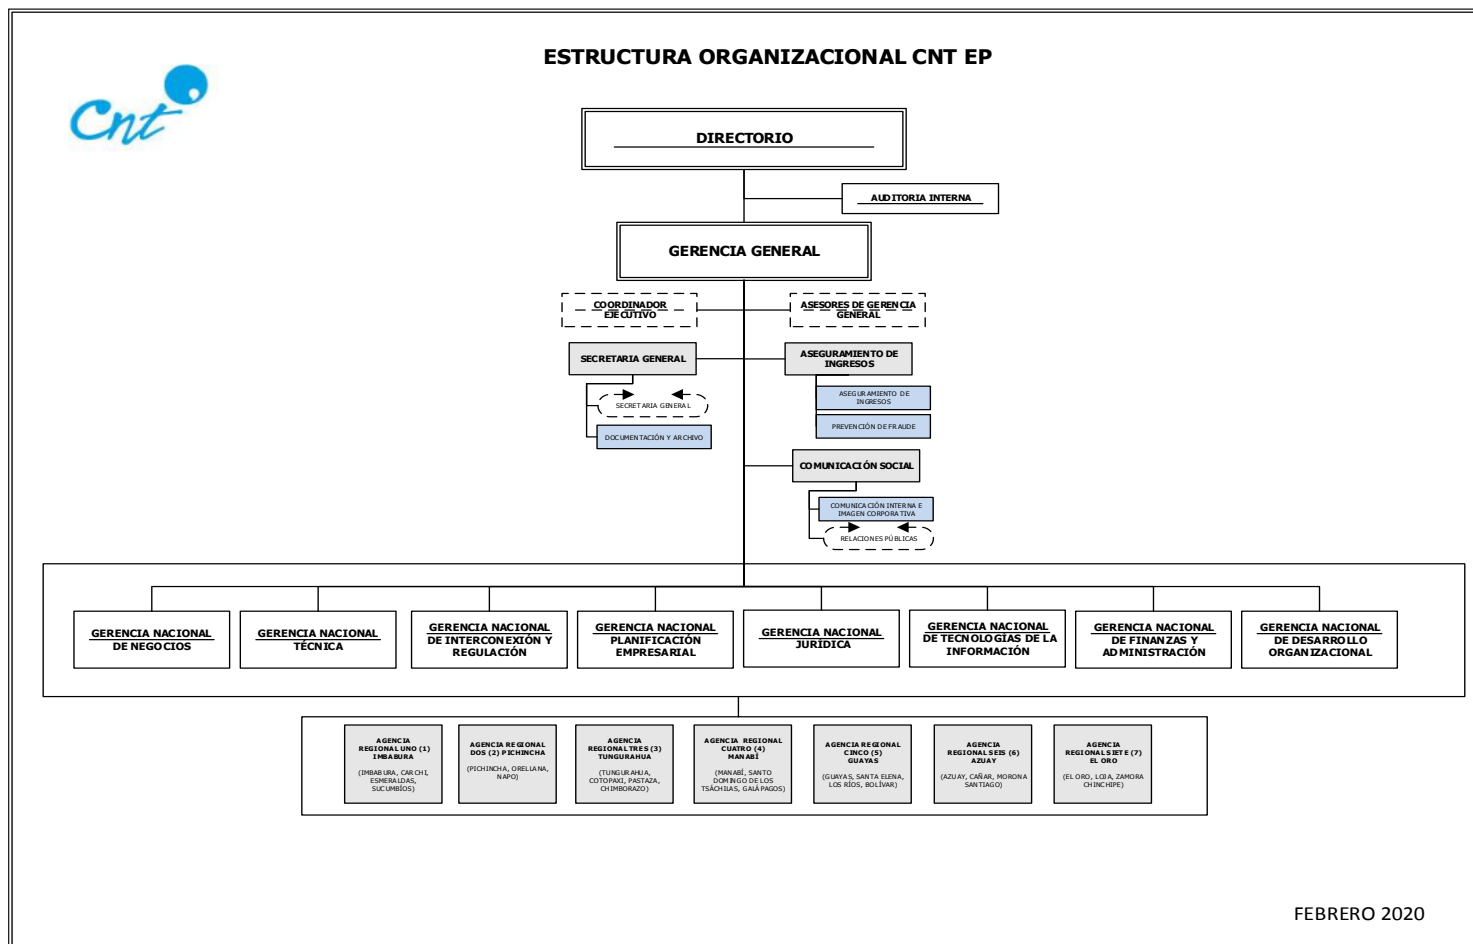 ESTRUCTURA ORGANIZACIONAL CNT EP
Cnt
DIRECTORIO
AUDITORIA INTERNA
GERENCIA GENERAL
COORDINADOR
EJECUTIVO
ASESORES DE GERENCIA
GENERAL
SECRETARIA GENERAL
ASEGURAMIENTO DE
INGRESOS
SECRETARIA GENERAL
DOCUMENTACIÓN Y ARCHIVO
ASEGURAMIENTO DE
INGRESOS
PREVENCIÓN DE FRAUDE
COMUNICACIÓN SOCIAL
COMUNICACIÓN INTERNA E
IMAGEN CORPORATIVA
RELACIONES PÚBLICAS
GERENCIA NACIONAL
DE NEGOCIOS
GERENCIA NACIONAL
TÉCNICA
GERENCIA NACIONAL
DE INTERCONEXIÓN Y
REGULACIÓN
GERENCIA NACIONAL
PLANIFICACIÓN
EMPRESARIAL
GERENCIA NACIONAL
JURÍDICA
GERENCIA NACIONAL
DE TECNOLOGÍAS DE LA
INFORMACIÓN
GERENCIA NACIONAL
DE FINANZAS Y
ADMINISTRACIÓN
GERENCIA NACIONAL
DE DESARROLLO
ORGANIZACIONAL
AGENCIA
REGIONAL UNO (1)
IMBABURA
(IMBABURA, CARCHI,
ESMERALDAS,
SUCUMBÍOS)
AGENCIA REGIONAL
DOS (2) PICHINCHA
(PICHINCHA, ORELLANA,
NAPO)
AGENCIA
REGIONAL TRES (3)
TUNGURAHUA
(TUNGURAHUA,
COTOPAXI, PASTAZA,
CHIMBORAZO)
AGENCIA REGIONAL
CUATRO (4)
MANABÍ
(MANABÍ, SANTO
DOMINGO DE LOS
TSÁCHILAS, GALÁPAGOS)
AGENCIA REGIONAL
CINCO (5)
GUAYAS
(GUAYAS, SANTA ELENA,
LOS RÍOS, BOLÍVAR)
AGENCIA
REGIONAL SEIS (6)
AZUAY
(AZUAY, CAÑAR, MORONA
SANTIAGO)
AGENCIA
REGIONAL SIETE (7)
EL ORO
(EL ORO, LOJA, ZAMORA
CHINCHIPE)
FEBRERO 2020